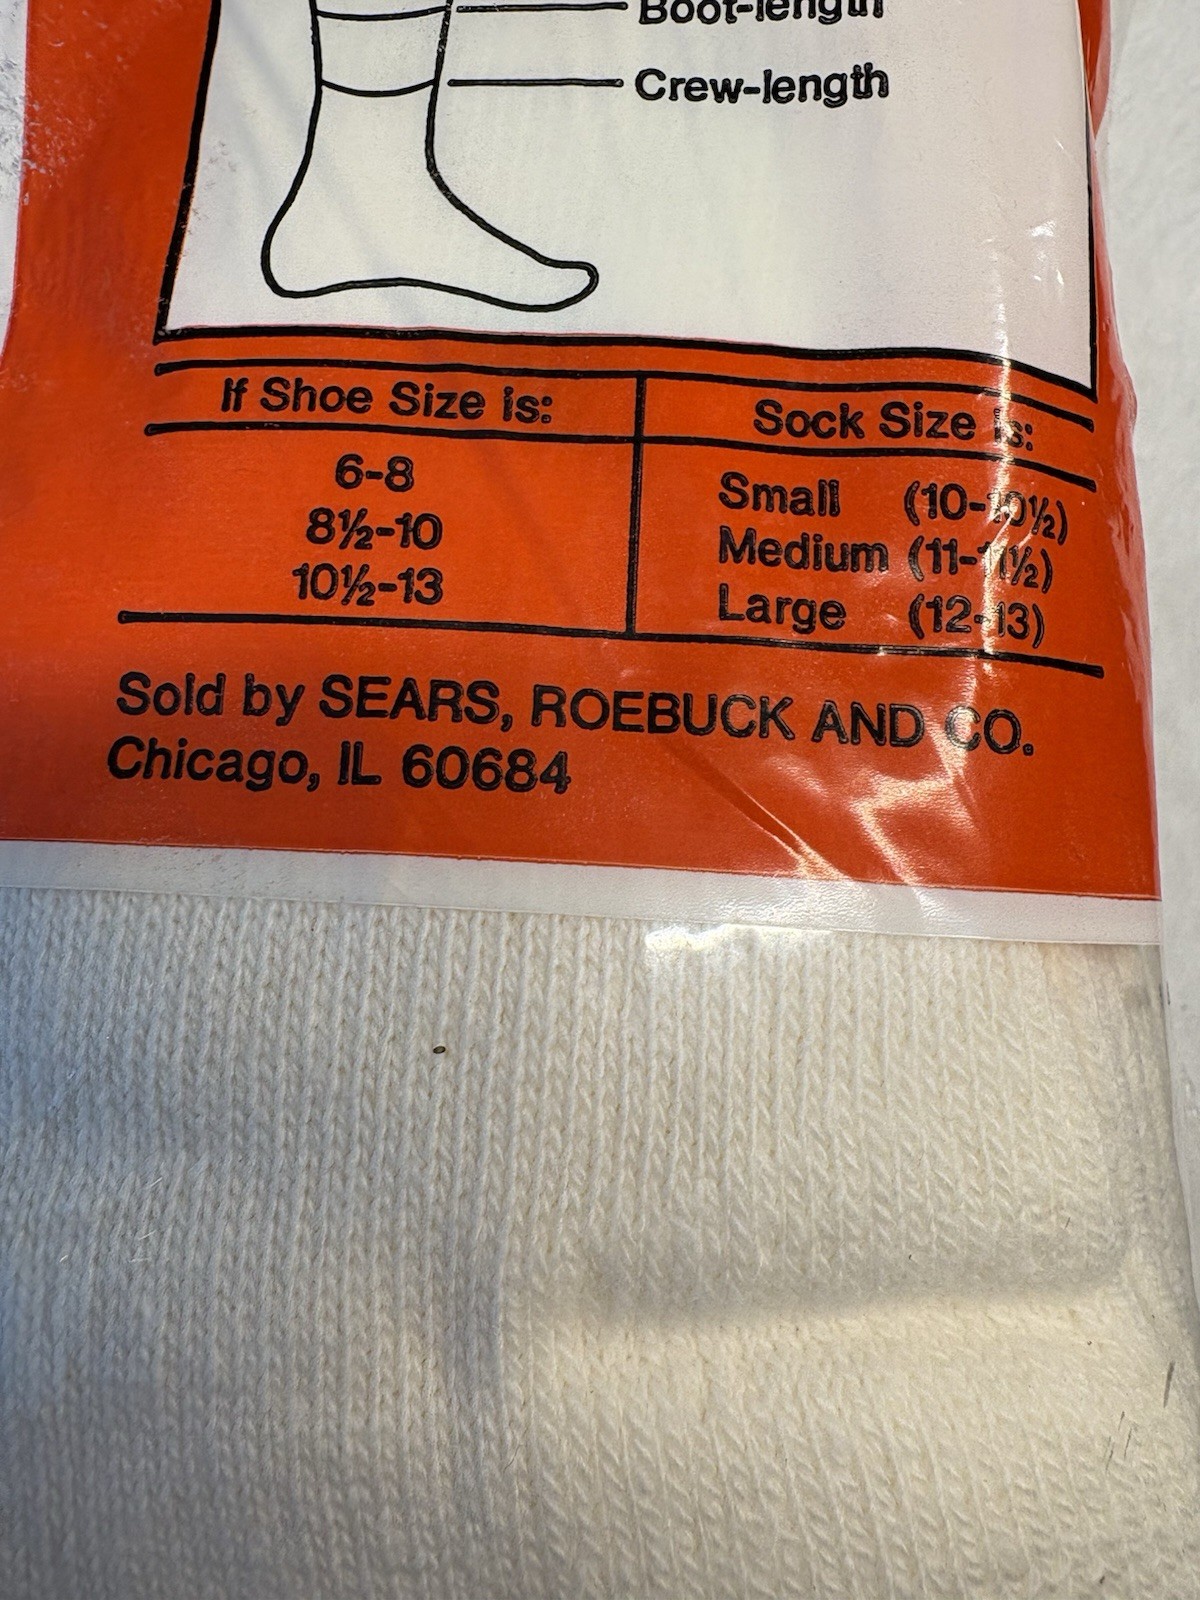 Boot-length
Crew-length
If Shoe Size is: Sock Size is:
6-8 Small (10-10½)
8½-10 Medium (11-11½)
10½-13 Large (12-13)
Sold by SEARS, ROEBUCK AND CO.
Chicago, IL 60684